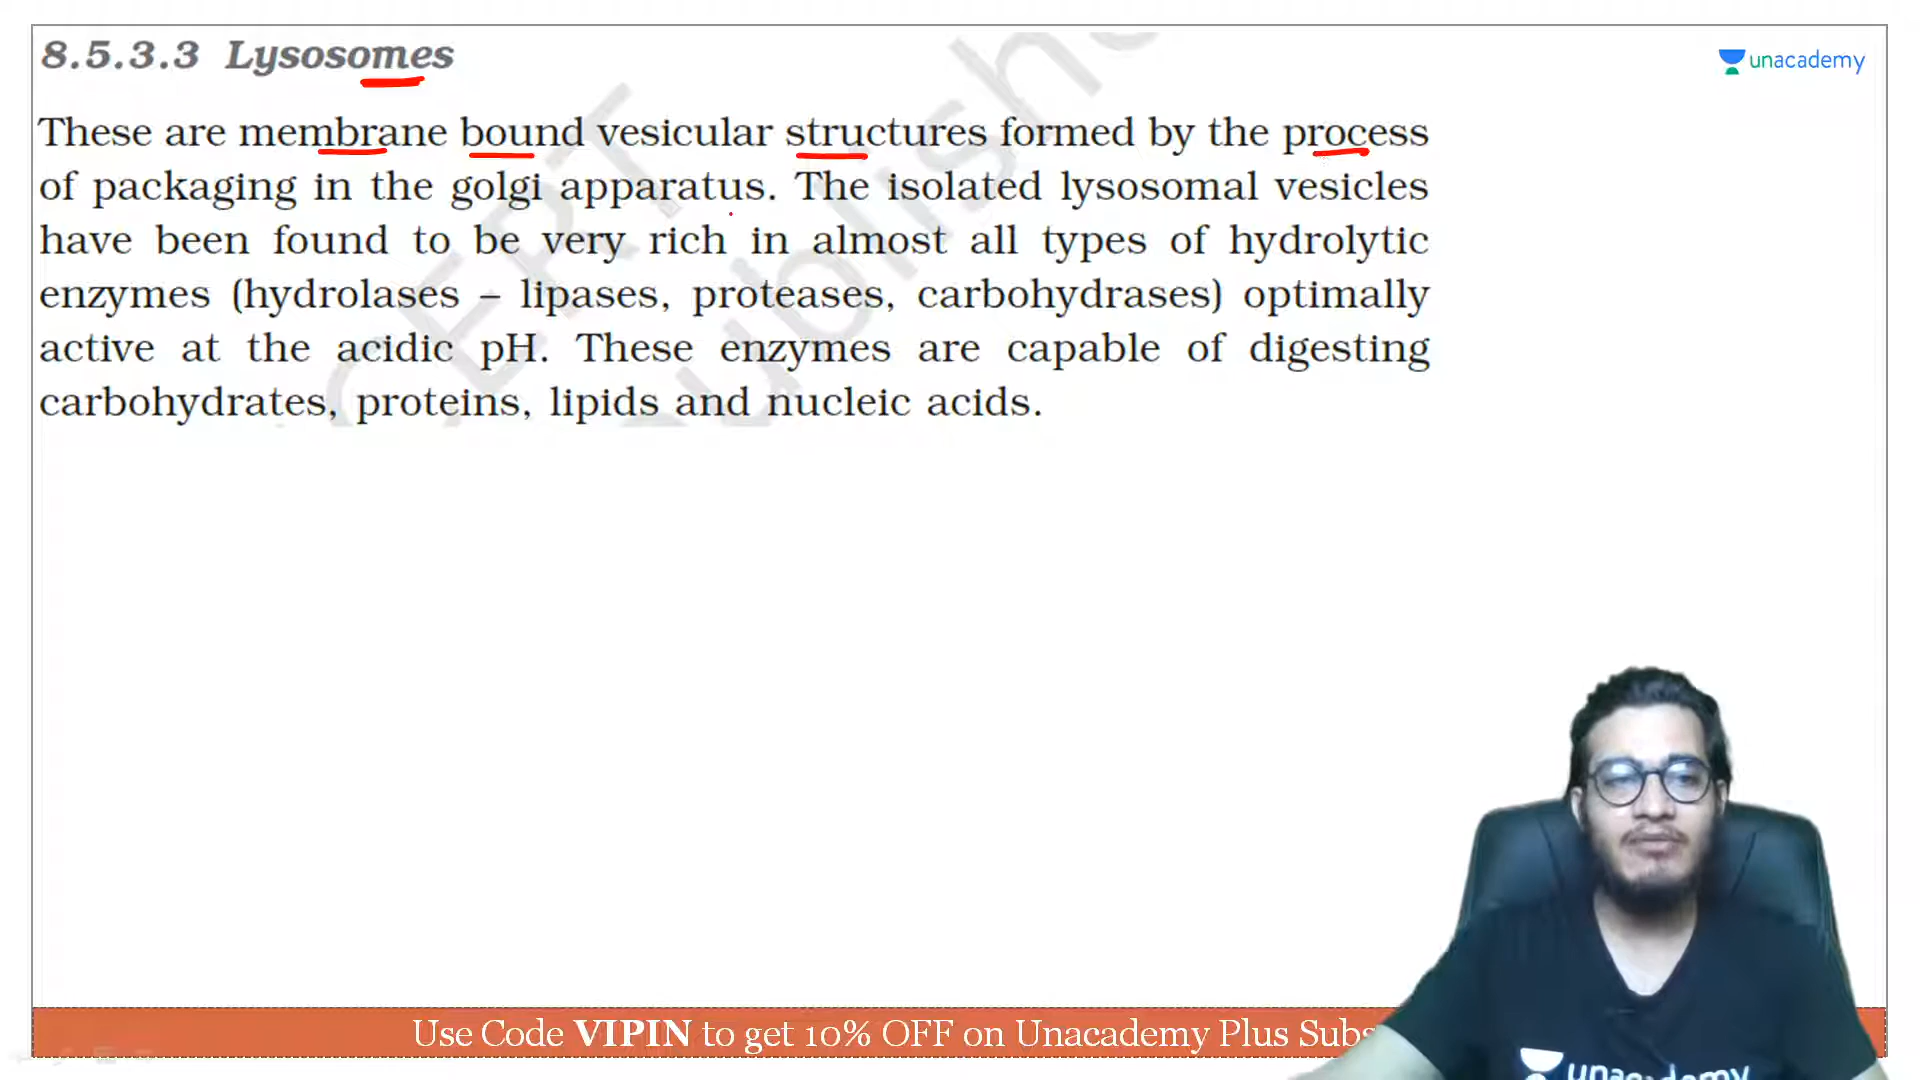 8.5.3.3 Lysosomes
unacademy
These are membrane bound vesicular structures formed by the process
of packaging in the golgi apparatus. The isolated lysosomal vesicles
have been found to be very rich in almost all types of hydrolytic
enzymes (hydrolases – lipases, proteases, carbohydrases) optimally
active at the acidic pH. These enzymes are capable of digesting
carbohydrates, proteins, lipids and nucleic acids.
Use Code VIPIN to get 10% OFF on Unacademy Plus Subs
unacademy